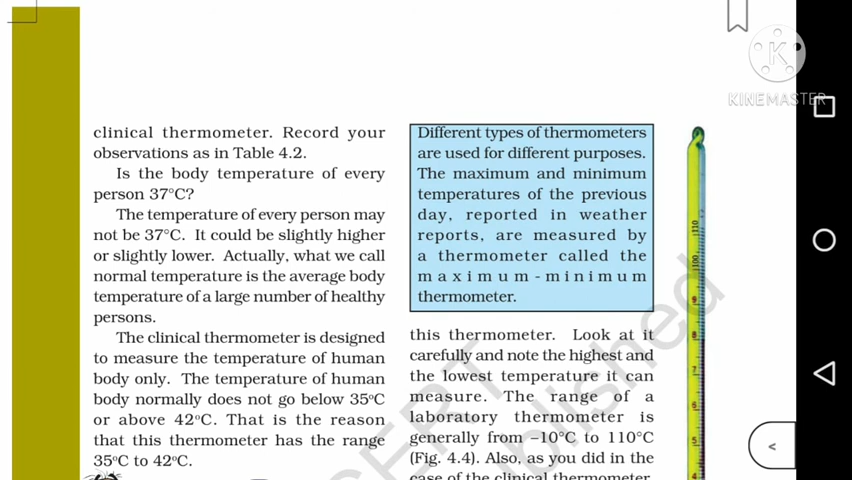 clinical thermometer. Record your
observations as in Table 4.2.
Is the body temperature of every
person 37°C?
The temperature of every person may
not be 37°C. It could be slightly higher
or slightly lower. Actually, what we call
normal temperature is the average body
temperature of a large number of healthy
persons.
The clinical thermometer is designed
to measure the temperature of human
body only. The temperature of human
body normally does not go below 35°C
or above 42°C. That is the reason
that this thermometer has the range
35°C to 42°C.
Different types of thermometers
are used for different purposes.
The maximum and minimum
temperatures of the previous
day, reported in weather
reports, are measured by
a thermometer called the
maximum-minimum
thermometer.
this thermometer. Look at it
carefully and note the highest and
the lowest temperature it can
measure. The range of a
laboratory thermometer is
generally from –10°C to 110°C
(Fig. 4.4). Also, as you did in the
case of the clinical thermometer,
110
100
K
KINEMASTER
<